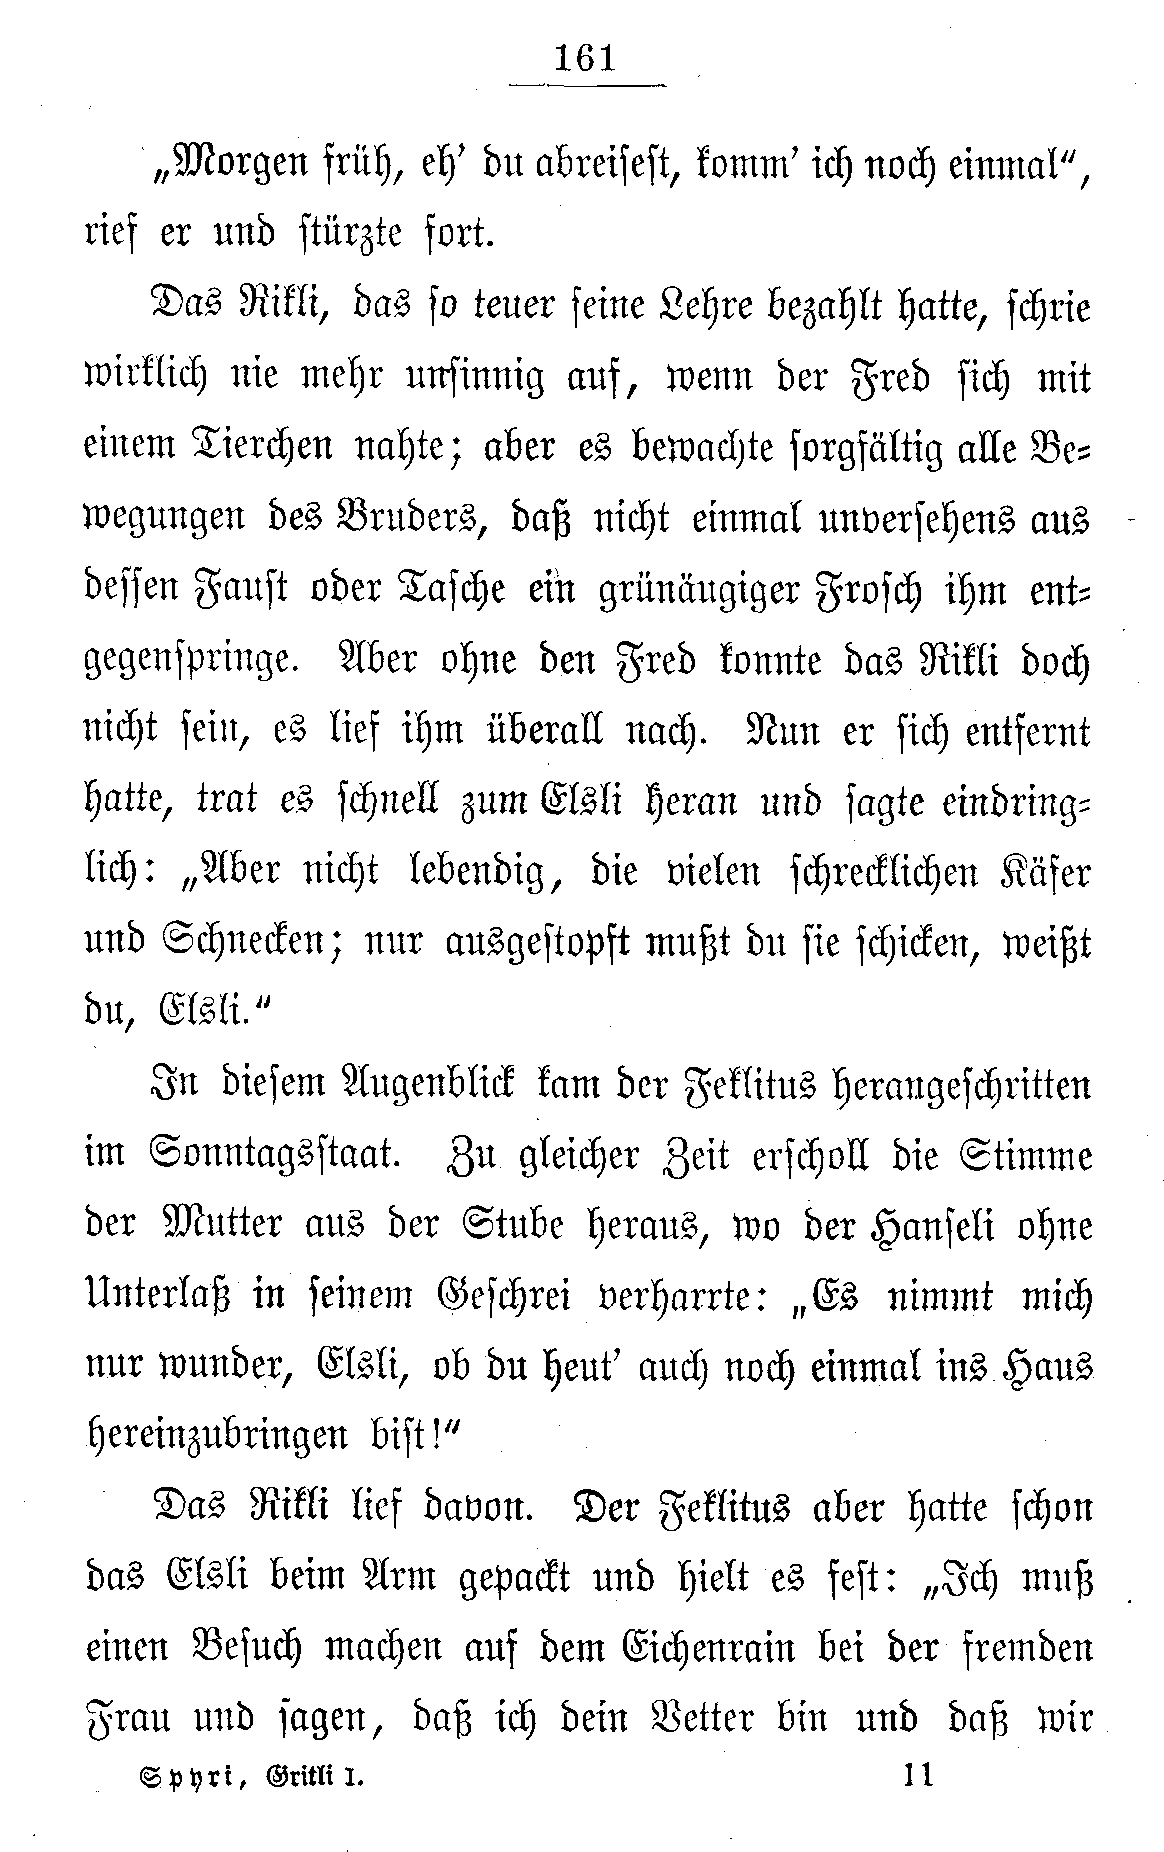 161
„Morgen früh, eh’ du abreisest, komm’ ich noch einmal“,
rief er und stürzte fort.
Das Rikli, das so teuer seine Lehre bezahlt hatte, schrie
wirklich nie mehr unsinnig auf, wenn der Fred sich mit
einem Tierchen nahte; aber es bewachte sorgfältig alle Be-
wegungen des Bruders, daß nicht einmal unversehens aus
dessen Faust oder Tasche ein grünäugiger Frosch ihm ent-
gegenspringe. Aber ohne den Fred konnte das Rikli doch
nicht sein, es lief ihm überall nach. Nun er sich entfernt
hatte, trat es schnell zum Elsli heran und sagte eindring-
lich: „Aber nicht lebendig, die vielen schrecklichen Käfer
und Schnecken; nur ausgestopft mußt du sie schicken, weißt
du, Elsli.“
In diesem Augenblick kam der Feklitus herangeschritten
im Sonntagsstaat. Zu gleicher Zeit erscholl die Stimme
der Mutter aus der Stube heraus, wo der Hanseli ohne
Unterlaß in seinem Geschrei verharrte: „Es nimmt mich
nur wunder, Elsli, ob du heut’ auch noch einmal ins Haus
hereinzubringen bist!“
Das Rikli lief davon. Der Feklitus aber hatte schon
das Elsli beim Arm gepackt und hielt es fest: „Ich muß
einen Besuch machen auf dem Eichenrain bei der fremden
Frau und sagen, daß ich dein Vetter bin und daß wir
Spyri, Gritli I. 11